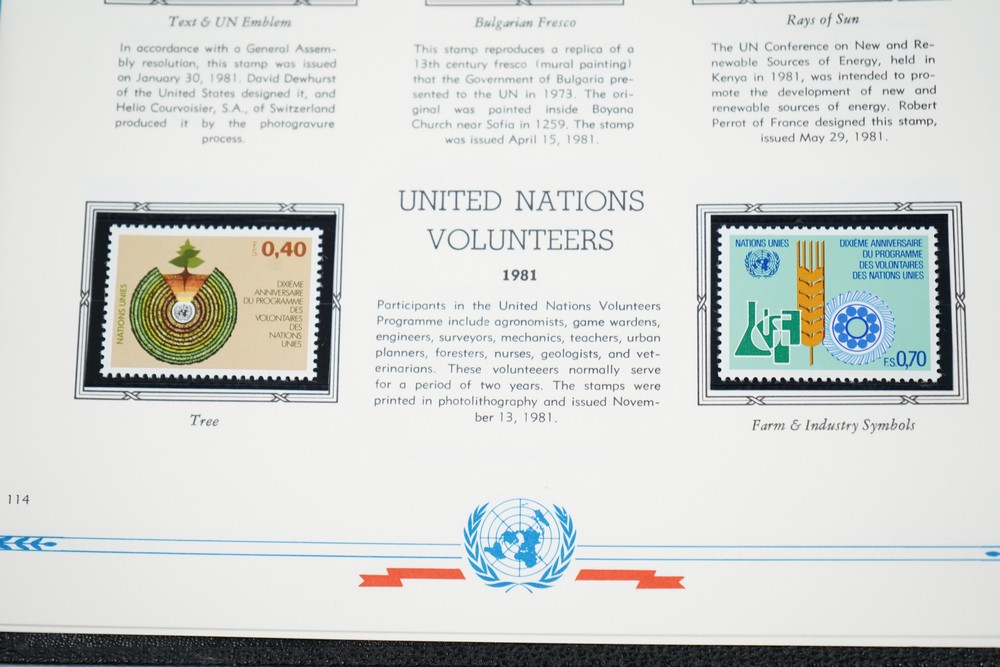 Text & UN Emblem
In accordance with a General Assem-
bly resolution, this stamp was issued
on January 30, 1981. David Dewhurst
of the United States designed it, and
Helio Courvoisier, S.A., of Switzerland
produced it by the photogravure
process.
Bulgarian Fresco
This stamp reproduces a replica of a
13th century fresco (mural painting)
that the Government of Bulgaria pre-
sented to the UN in 1973. The ori-
ginal was painted inside Boyana
Church near Sofia in 1259. The stamp
was issued April 15, 1981.
Rays of Sun
The UN Conference on New and Re-
newable Sources of Energy, held in
Kenya in 1981, was intended to pro-
mote the development of new and
renewable sources of energy. Robert
Perrot of France designed this stamp,
issued May 29, 1981.
F.S. 0,40
NATIONS UNIES
DIXIÈME
ANNIVERSAIRE
DU PROGRAMME
DES
VOLONTAIRES
DES
NATIONS
UNIES
Tree
UNITED NATIONS
VOLUNTEERS
1981
Participants in the United Nations Volunteers
Programme include agronomists, game wardens,
engineers, surveyors, mechanics, teachers, urban
planners, foresters, nurses, geologists, and vet-
erinarians. These volunteeers normally serve
for a period of two years. The stamps were
printed in photolithography and issued Novem-
ber 13, 1981.
NATIONS UNIES
DIXIÈME ANNIVERSAIRE
DU PROGRAMME
DES VOLONTAIRES
DES NATIONS UNIES
F.S. 0,70
Farm & Industry Symbols
114